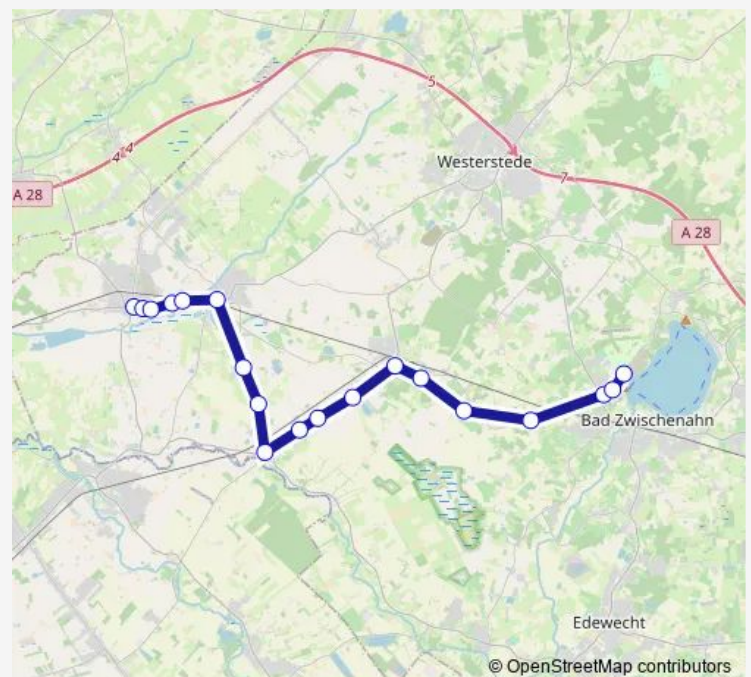 5
4
4
Westerstede
7
A 28
A 28
Bad Zwischenahn
Edewecht
© OpenStreetMap contributors